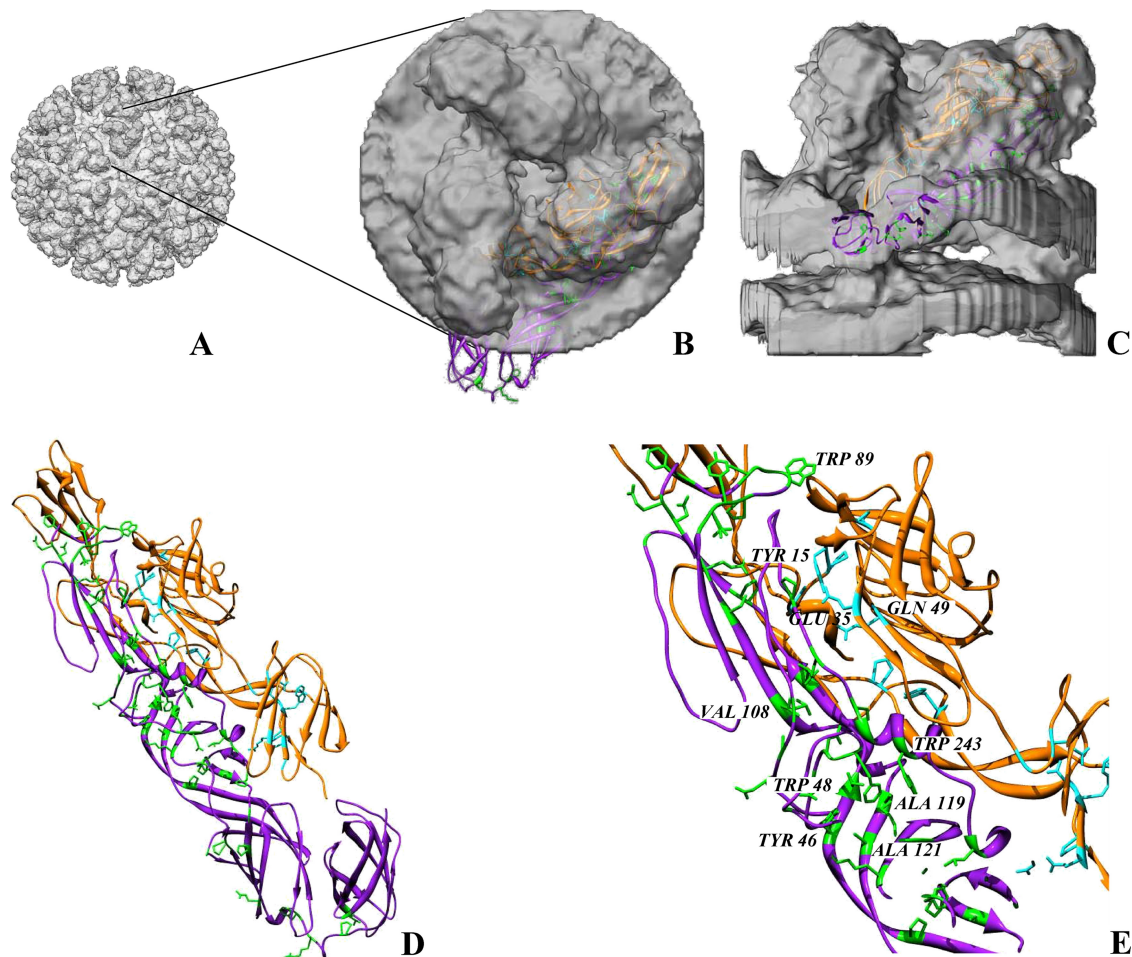 A
B
C
D
TRP 89
TYR 15
GLU 35
GLN 49
VAL 108
TRP 243
TRP 48
ALA 119
TYR 46
ALA 121
E